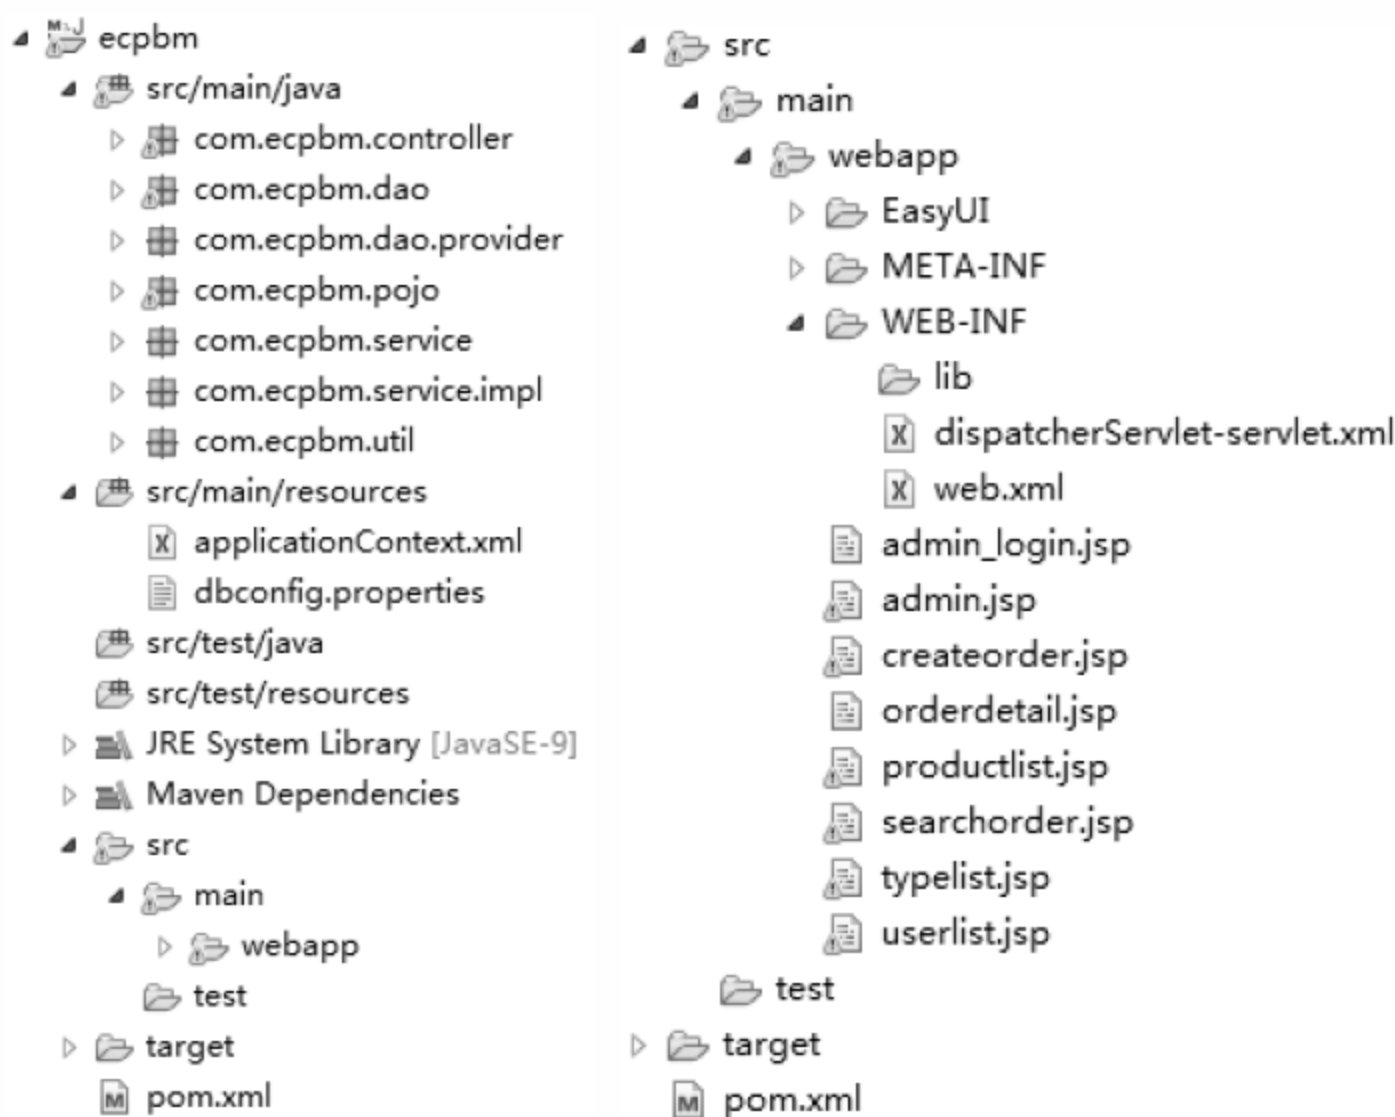 ecpbm
src/main/java
com.ecpbm.controller
com.ecpbm.dao
com.ecpbm.dao.provider
com.ecpbm.pojo
com.ecpbm.service
com.ecpbm.service.impl
com.ecpbm.util
src/main/resources
applicationContext.xml
dbconfig.properties
src/test/java
src/test/resources
JRE System Library [JavaSE-9]
Maven Dependencies
src
main
webapp
test
target
pom.xml
src
main
webapp
EasyUI
META-INF
WEB-INF
lib
dispatcherServlet-servlet.xml
web.xml
admin_login.jsp
admin.jsp
createorder.jsp
orderdetail.jsp
productlist.jsp
searchorder.jsp
typelist.jsp
userlist.jsp
test
target
pom.xml